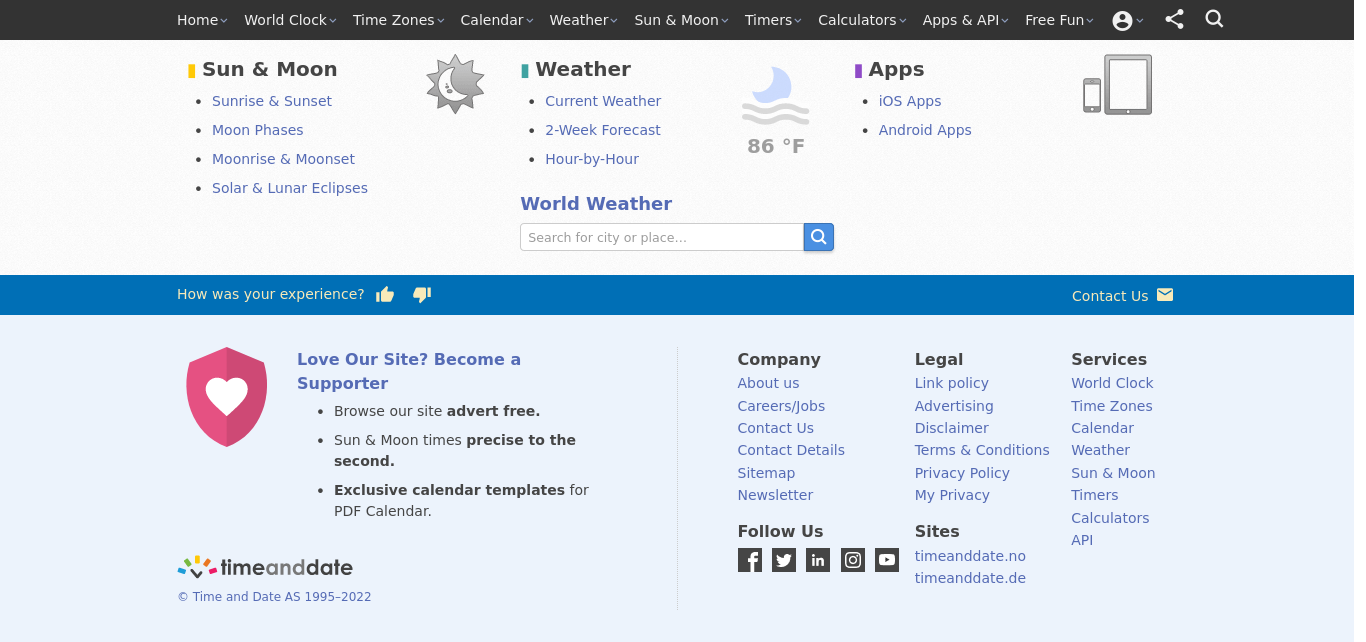 Home World Clock Time Zones Calendar Weather Sun & Moon Timers Calculators Apps & API Free Fun
Sun & Moon
Sunrise & Sunset
Moon Phases
Moonrise & Moonset
Solar & Lunar Eclipses
Weather
Current Weather
2-Week Forecast
Hour-by-Hour
86 °F
World Weather
Search for city or place...
Apps
iOS Apps
Android Apps
How was your experience?
Contact Us
Love Our Site? Become a
Supporter
Browse our site advert free.
Sun & Moon times precise to the
second.
Exclusive calendar templates for
PDF Calendar.
timeanddate
© Time and Date AS 1995–2022
Company
About us
Careers/Jobs
Contact Us
Contact Details
Sitemap
Newsletter
Follow Us
Legal
Link policy
Advertising
Disclaimer
Terms & Conditions
Privacy Policy
My Privacy
Sites
timeanddate.no
timeanddate.de
Services
World Clock
Time Zones
Calendar
Weather
Sun & Moon
Timers
Calculators
API